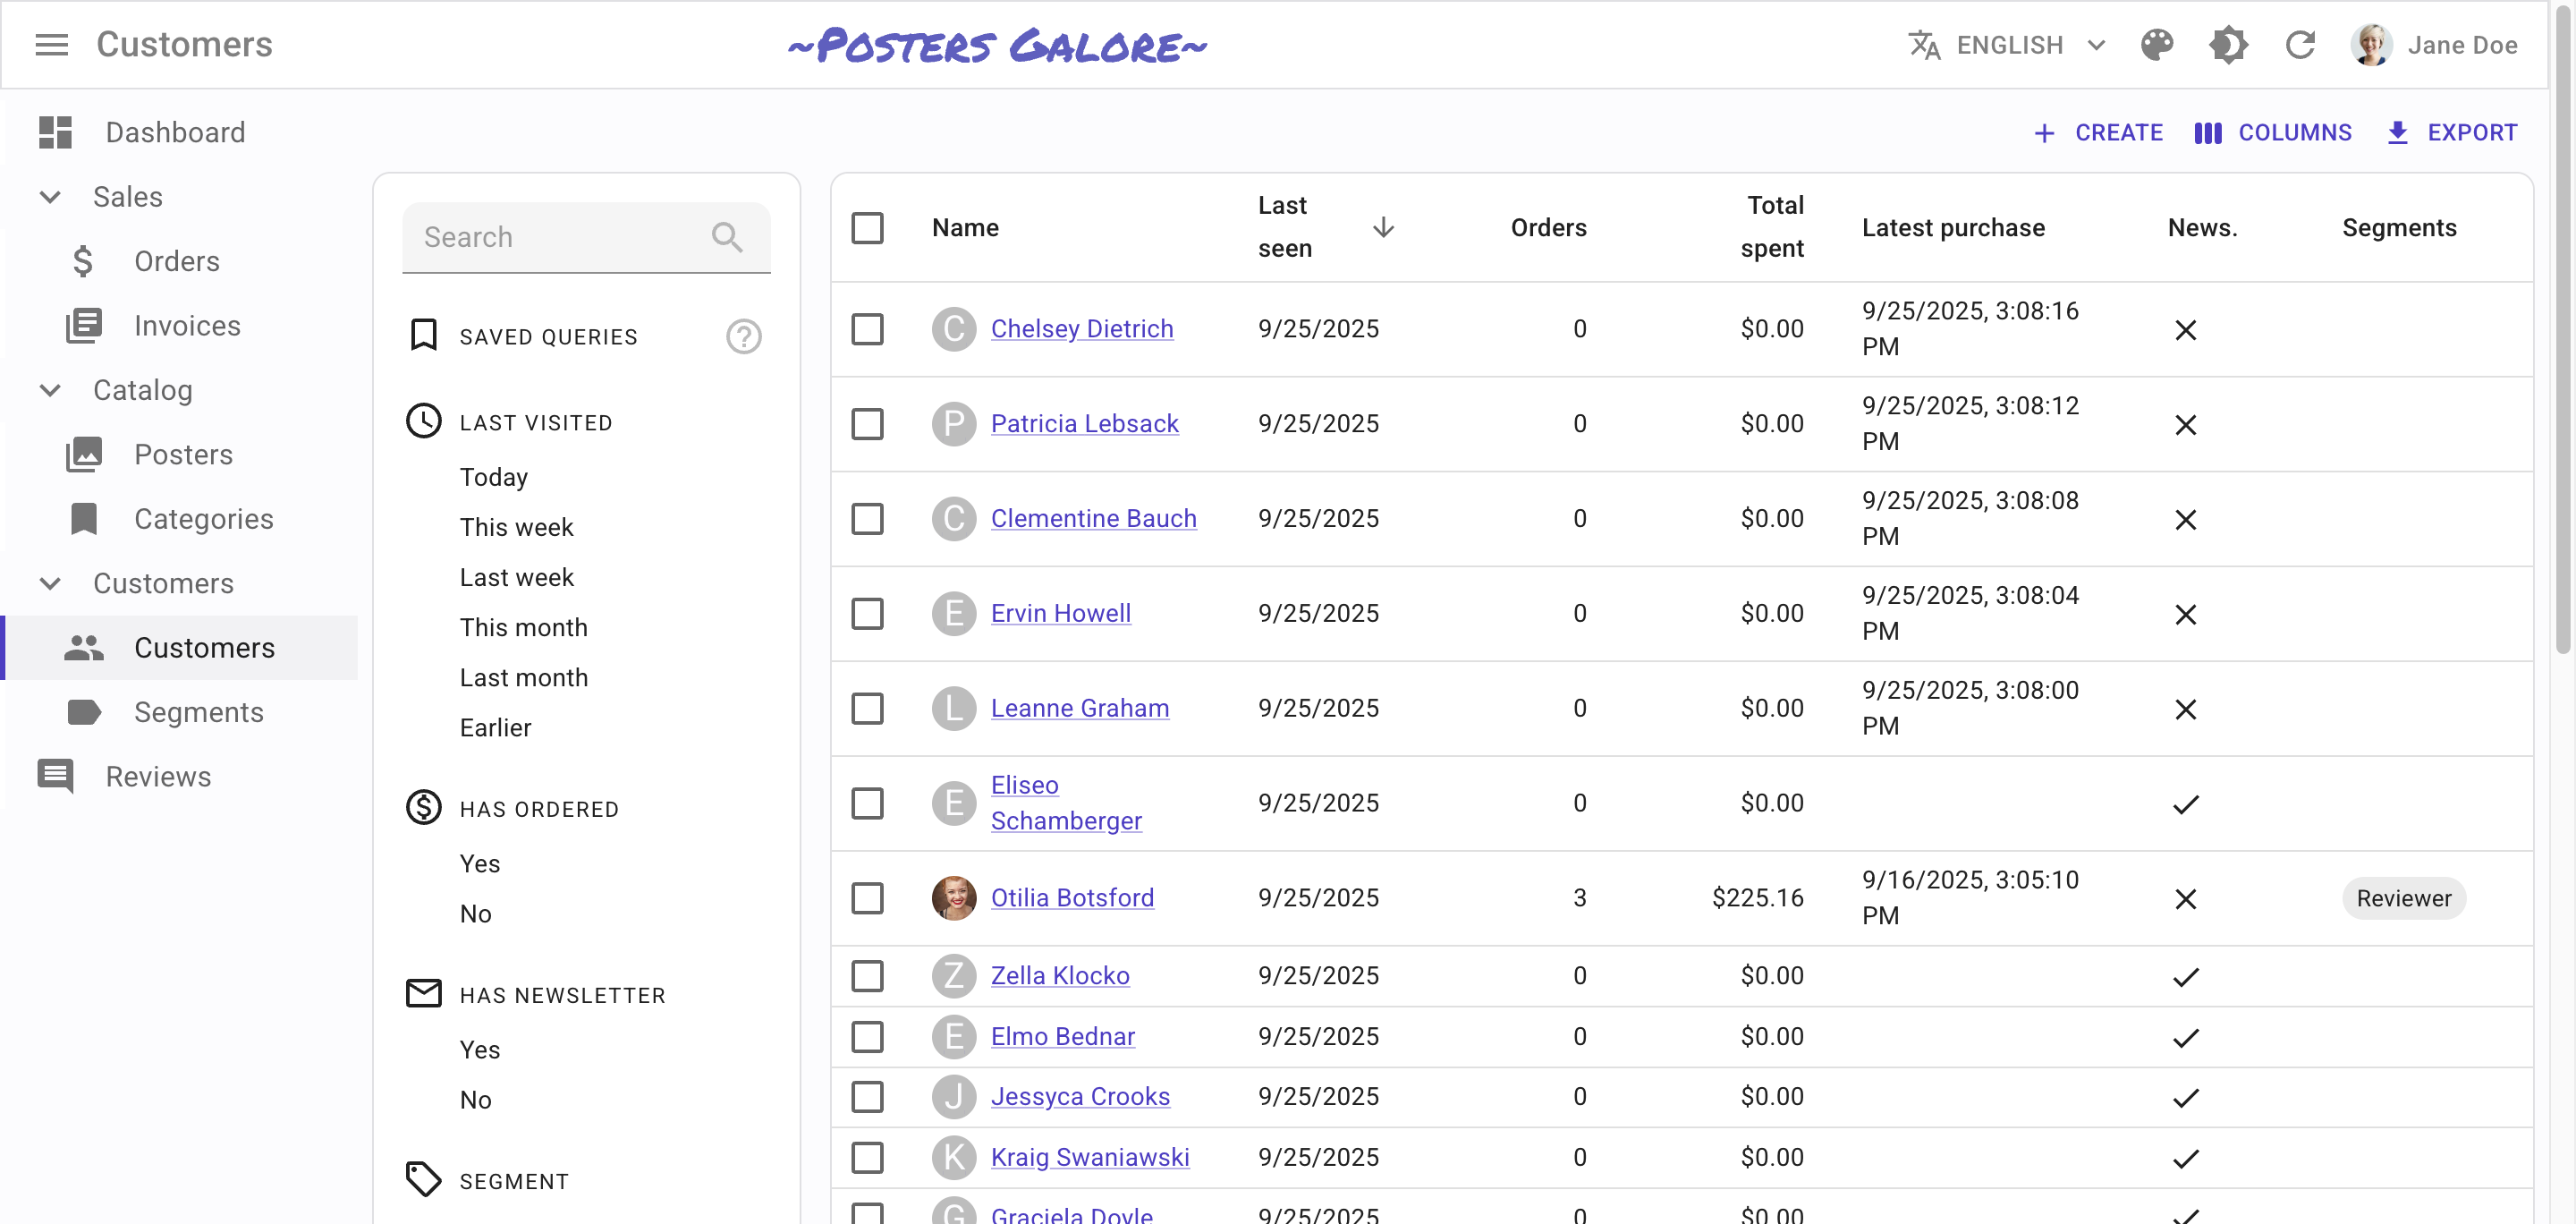 Customers
~Posters Galore~
ENGLISH
Jane Doe
Dashboard
Sales
Orders
Invoices
Catalog
Posters
Categories
Customers
Customers
Segments
Reviews
CREATE
COLUMNS
EXPORT
Search
SAVED QUERIES
?
LAST VISITED
Today
This week
Last week
This month
Last month
Earlier
HAS ORDERED
Yes
No
HAS NEWSLETTER
Yes
No
SEGMENT
Name Last seen Orders Total spent Latest purchase News. Segments
C Chelsey Dietrich 9/25/2025 0 $0.00 9/25/2025, 3:08:16 PM
P Patricia Lebsack 9/25/2025 0 $0.00 9/25/2025, 3:08:12 PM
C Clementine Bauch 9/25/2025 0 $0.00 9/25/2025, 3:08:08 PM
E Ervin Howell 9/25/2025 0 $0.00 9/25/2025, 3:08:04 PM
L Leanne Graham 9/25/2025 0 $0.00 9/25/2025, 3:08:00 PM
E Eliseo Schamberger 9/25/2025 0 $0.00
Otilia Botsford 9/25/2025 3 $225.16 9/16/2025, 3:05:10 PM Reviewer
Z Zella Klocko 9/25/2025 0 $0.00
E Elmo Bednar 9/25/2025 0 $0.00
J Jessyca Crooks 9/25/2025 0 $0.00
K Kraig Swaniawski 9/25/2025 0 $0.00
G Graciela Doyle 9/25/2025 0 $0.00